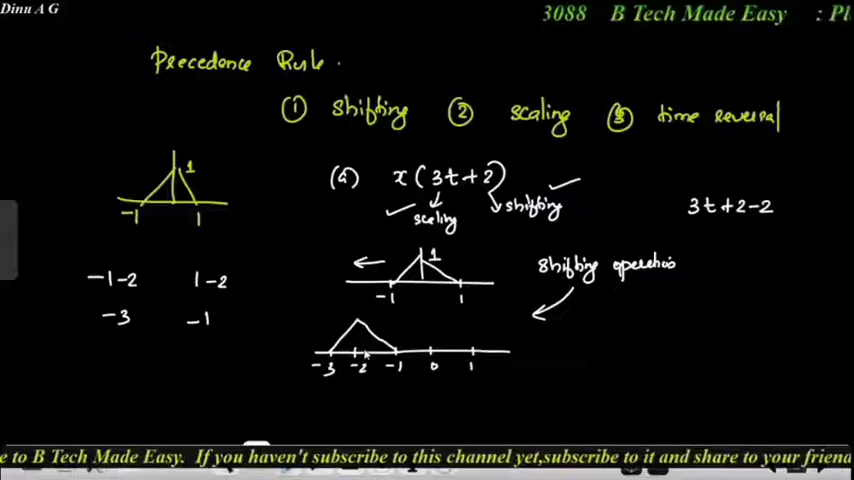 Dinu A G
3088 B Tech Made Easy : Pl
Precedence Rule.
① shifting ② scaling ③ time reversal
1
-1 1
(a) x(3t+2)
scaling
shifting
3t+2-2
-1-2 1-2
-3 -1
1
-1 1
shifting operation
-3 -2 -1 0 1
e to B Tech Made Easy. If you haven't subscribe to this channel yet,subscribe to it and share to your friend